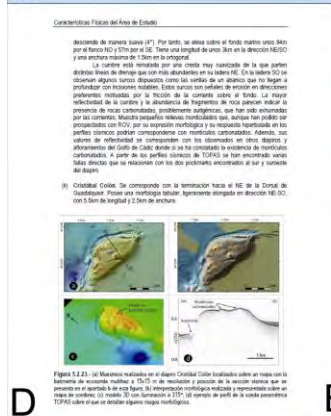 Características Físicas del Área de Estudio
desciende de manera suave (4°). Por tanto, se eleva sobre el fondo marino unos 94m
por el flanco NO y 57m por el SE. Tiene una longitud de unos 3km en la dirección NE/SO
y una anchura máxima de 1.5km en la ortogonal.
La cumbre está rematada por una cresta muy suavizada de la que parten
distintas líneas de drenaje que son más abundantes en su ladera NE. En la ladera SO se
observan algunos surcos dispuestos como las varillas de un abanico que no llegan a
profundizar con incisiones notables. Estos surcos son señales de erosión en direcciones
preferentes motivadas por la fricción de la corriente sobre el fondo. La mayor
reflectividad de la cumbre y la abundancia de fragmentos de roca parecen indicar la
presencia de rocas carbonatadas, posiblemente autigénicas, que han sido exhumadas
por las corrientes. Muestra pequeños relieves monticulados que, aunque han podido ser
prospectados con ROV, por su expresión morfológica y su respuesta hiperbolada en los
perfiles sísmicos podrían corresponderse con montículos carbonatados. Además, sus
valores de reflectividad se corresponden con los observados en otros diapiros y
afloramientos del Golfo de Cádiz donde sí se ha constatado la existencia de montículos
carbonatados. A partir de los perfiles sísmicos de TOPAS se han encontrado varias
fallas directas que se relacionan con los dos pockmarks encontrados al sur y suroeste
del diapiro.
Cristóbal Colón. Se corresponde con la terminación hacia el NE de la Dorsal de
Guadalquivir. Posee una morfología tabular, ligeramente elongada en dirección NE-SO,
con 5.5km de longitud y 2.5km de anchura.
a
b
c
d
1 km
Figura 5.2.23.- (a) Muestreos realizados en el diapiro Cristóbal Colón localizados sobre un mapa con la
batimetría de ecosonda multihaz a 15x15 m de resolución y posición de la sección sísmica que se
presenta en el apartado b de esta figura; (b) interpretación morfológica realizada y representada sobre un
mapa de sombras; (c) modelo 3D con iluminación a 315º; (d) ejemplo de perfil de la sonda paramétrica
TOPAS sobre el que se detallan algunos rasgos morfológicos.
D